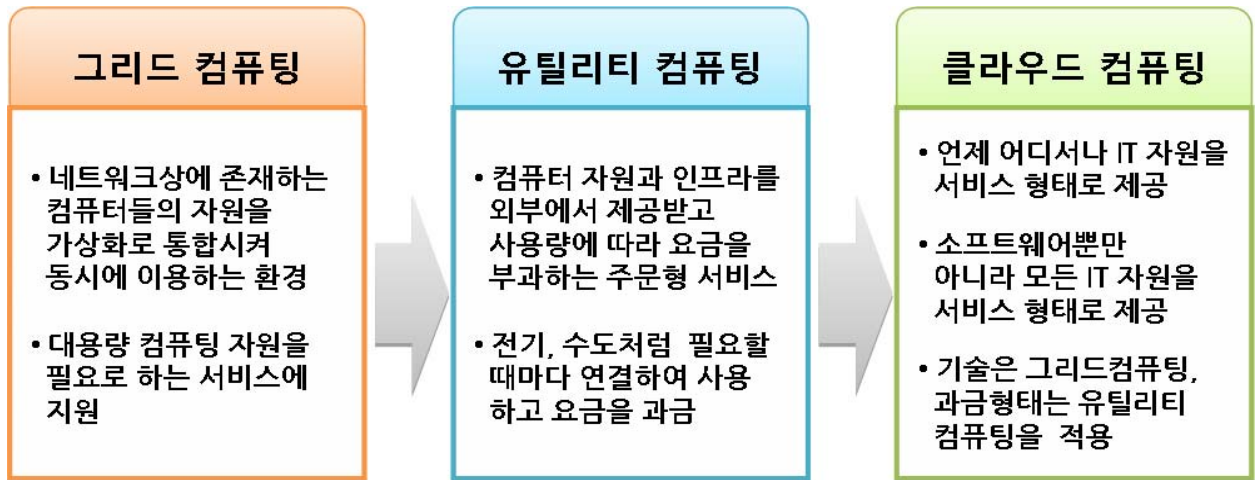 그리드 컴퓨팅
• 네트워크상에 존재하는
컴퓨터들의 자원을
가상화로 통합시켜
동시에 이용하는 환경
• 대용량 컴퓨팅 자원을
필요로 하는 서비스에
지원
유틸리티 컴퓨팅
• 컴퓨터 자원과 인프라를
외부에서 제공받고
사용량에 따라 요금을
부과하는 주문형 서비스
• 전기, 수도처럼 필요할
때마다 연결하여 사용
하고 요금을 과금
클라우드 컴퓨팅
• 언제 어디서나 IT 자원을
서비스 형태로 제공
• 소프트웨어뿐만
아니라 모든 IT 자원을
서비스 형태로 제공
• 기술은 그리드컴퓨팅,
과금형태는 유틸리티
컴퓨팅을 적용